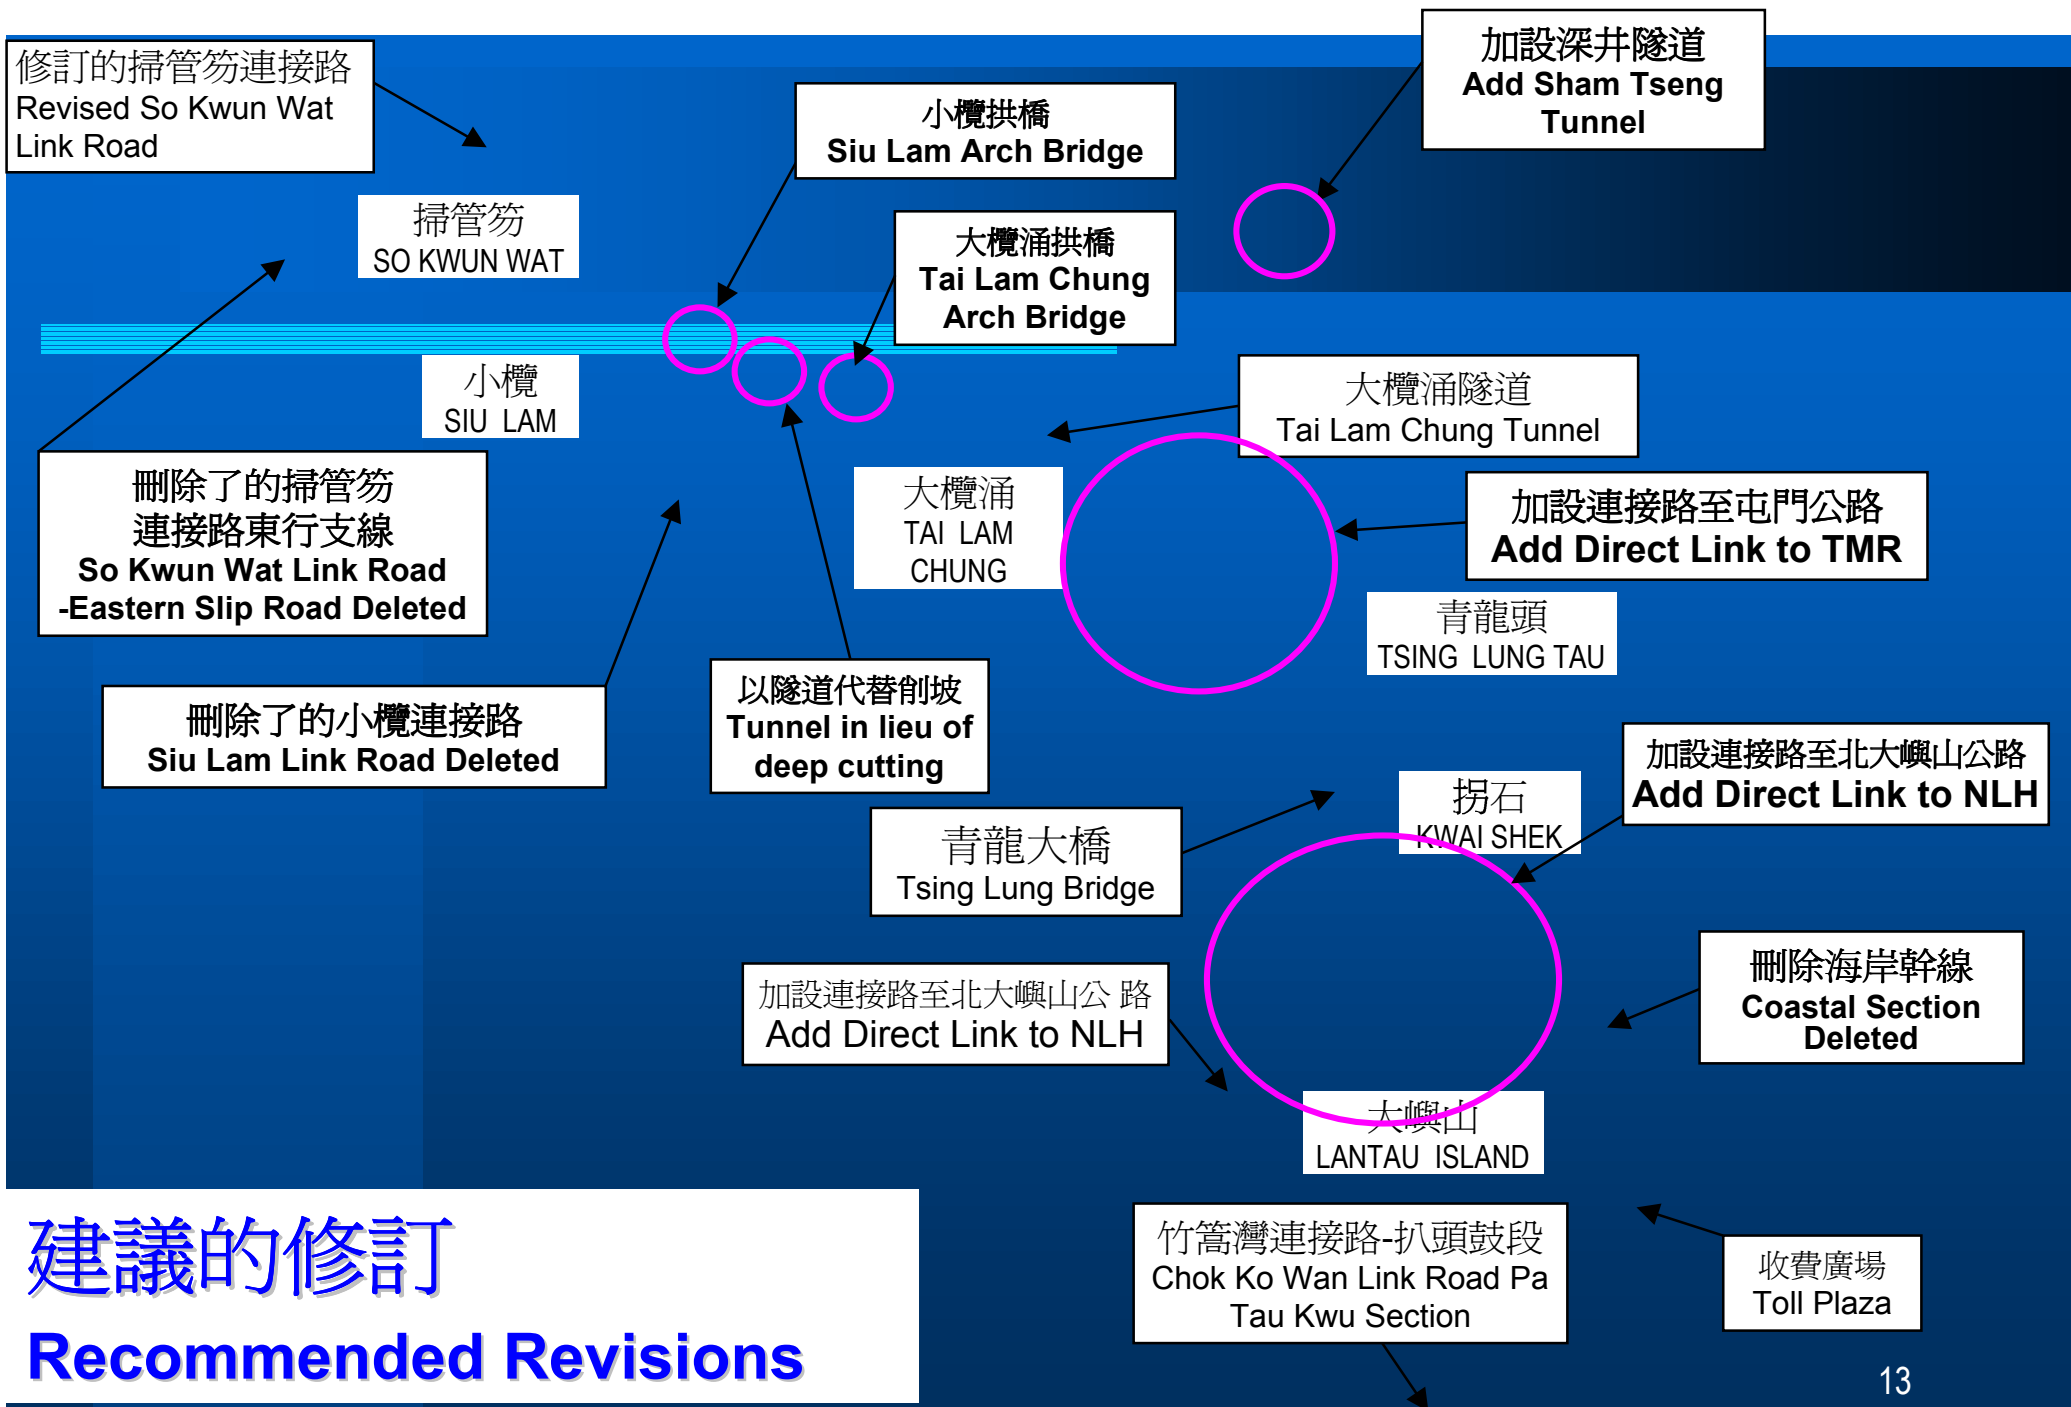 修訂的掃管笏連接路
Revised So Kwun Wat
Link Road
加設深井隧道
Add Sham Tseng
Tunnel
小欖拱橋
Siu Lam Arch Bridge
掃管笏
SO KWUN WAT
大欖涌拱橋
Tai Lam Chung
Arch Bridge
小欖
SIU LAM
大欖涌隧道
Tai Lam Chung Tunnel
刪除了的掃管笏
連接路東行支線
So Kwun Wat Link Road
-Eastern Slip Road Deleted
大欖涌
TAI LAM
CHUNG
加設連接路至屯門公路
Add Direct Link to TMR
青龍頭
TSING LUNG TAU
刪除了的小欖連接路
Siu Lam Link Road Deleted
以隧道代替削坡
Tunnel in lieu of
deep cutting
加設連接路至北大嶼山公路
Add Direct Link to NLH
拐石
KWAI SHEK
青龍大橋
Tsing Lung Bridge
刪除海岸幹線
Coastal Section
Deleted
加設連接路至北大嶼山公 路
Add Direct Link to NLH
大嶼山
LANTAU ISLAND
竹篙灣連接路-扒頭鼓段
Chok Ko Wan Link Road Pa
Tau Kwu Section
收費廣場
Toll Plaza
建議的修訂
Recommended Revisions
13